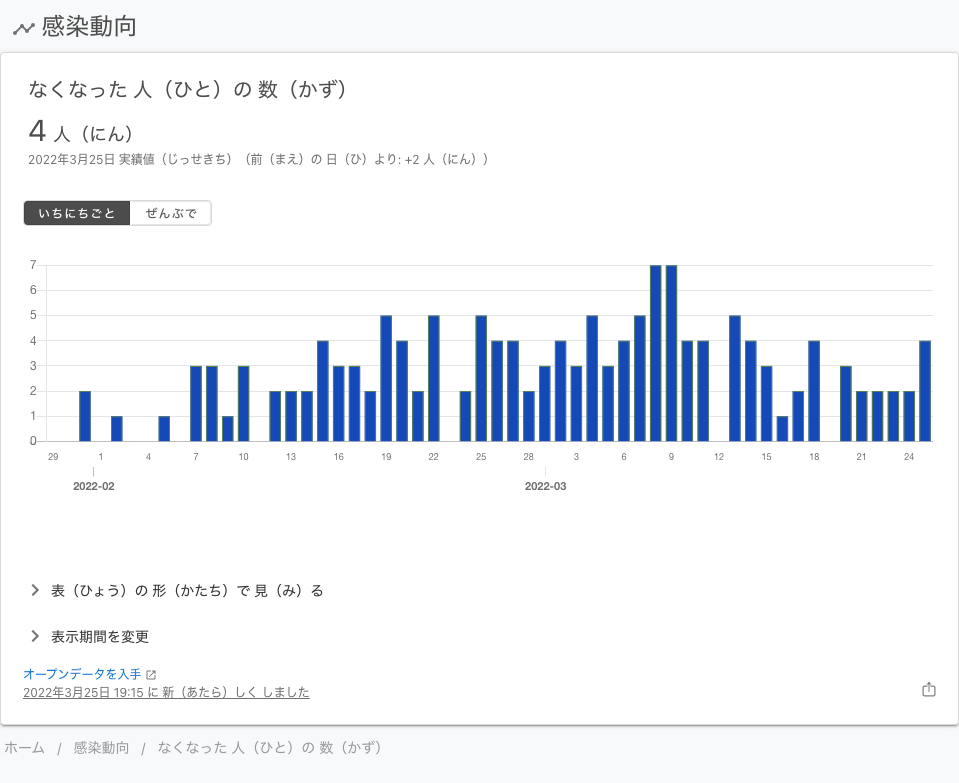 感染動向
なくなった 人（ひと）の 数（かず）
4 人（にん）
2022年3月25日 実績値（じっせきち）（前（まえ）の 日（ひ）より: +2 人（にん））
いちにちごと ぜんぶで
7
6
5
4
3
2
1
0
29 1 4 7 10 13 16 19 22 25 28 3 6 9 12 15 18 21 24
2022-02 2022-03
表（ひょう）の 形（かたち）で 見（み）る
表示期間を変更
オープンデータを入手
2022年3月25日 19:15 に 新（あたら）しく しました
ホーム / 感染動向 / なくなった 人（ひと）の 数（かず）